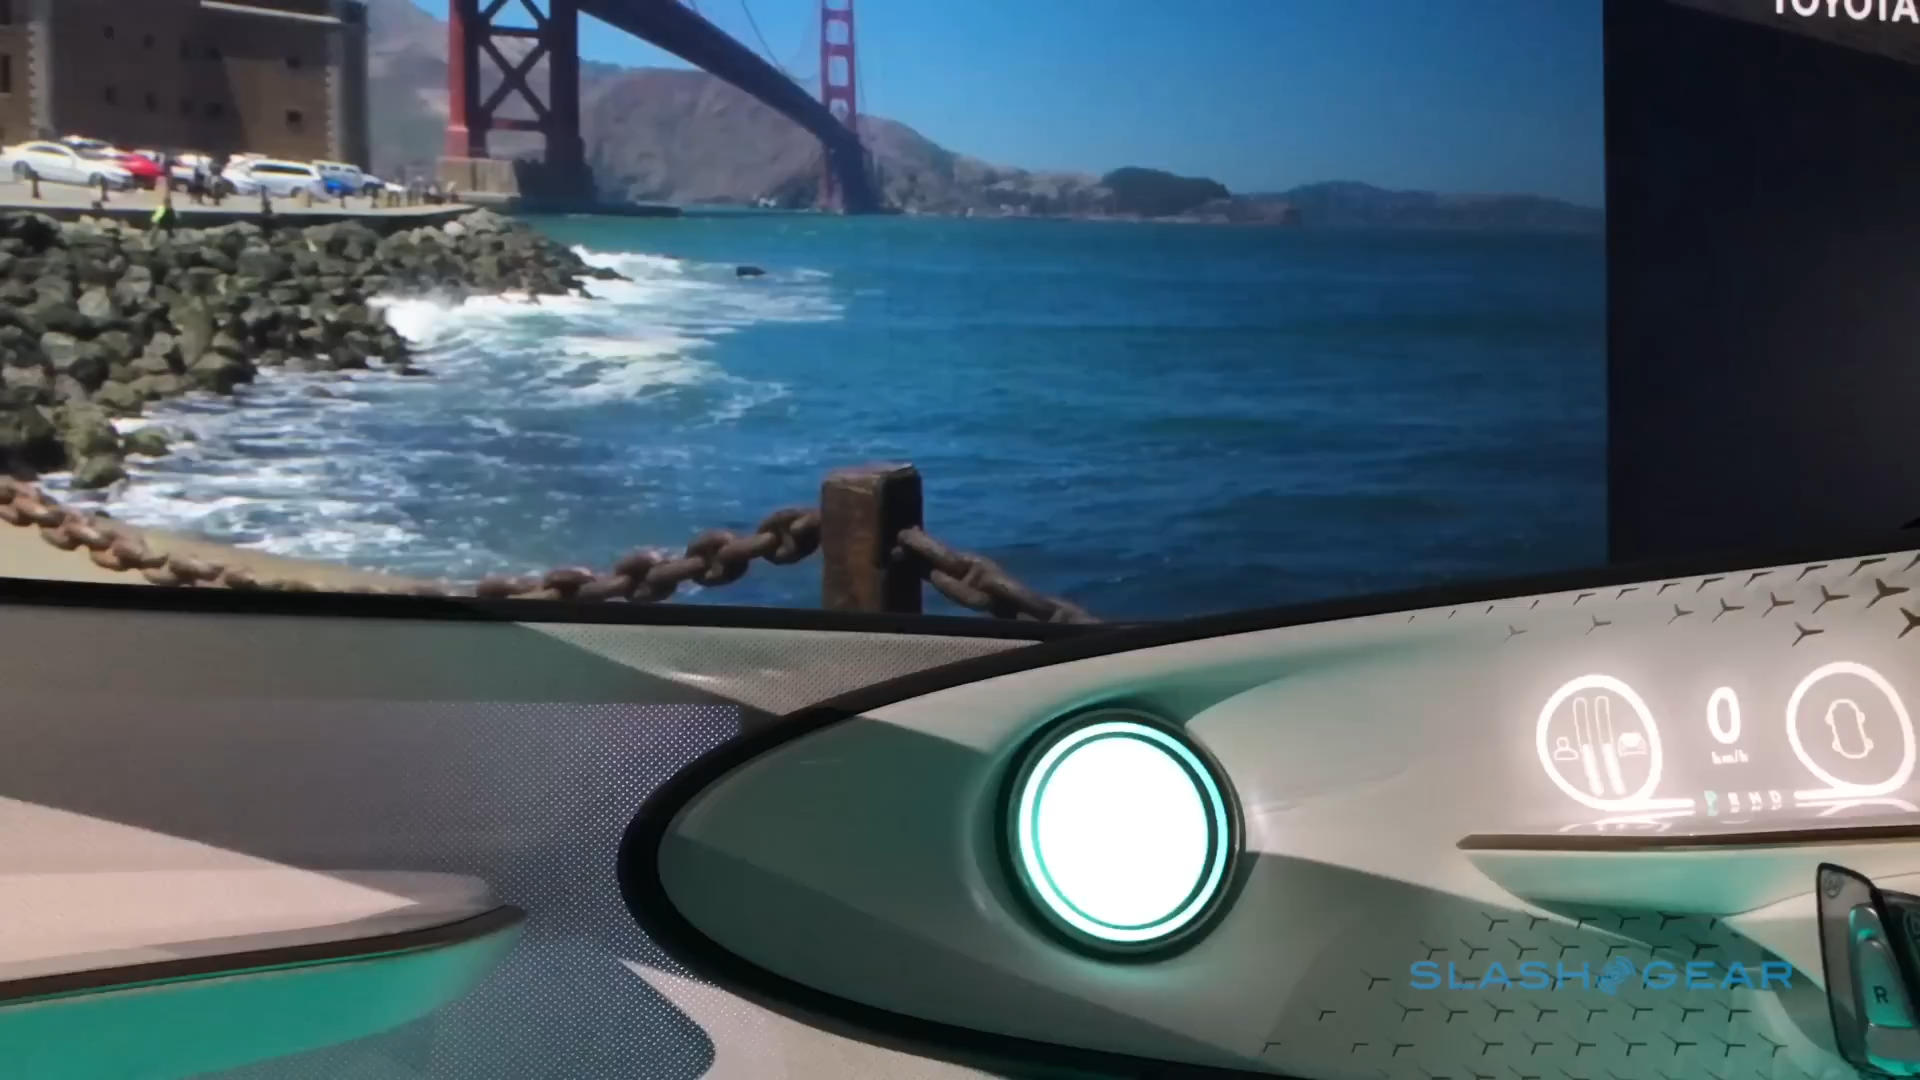 TOYOTA
0
km/h
P R N D
SLASHGEAR
R